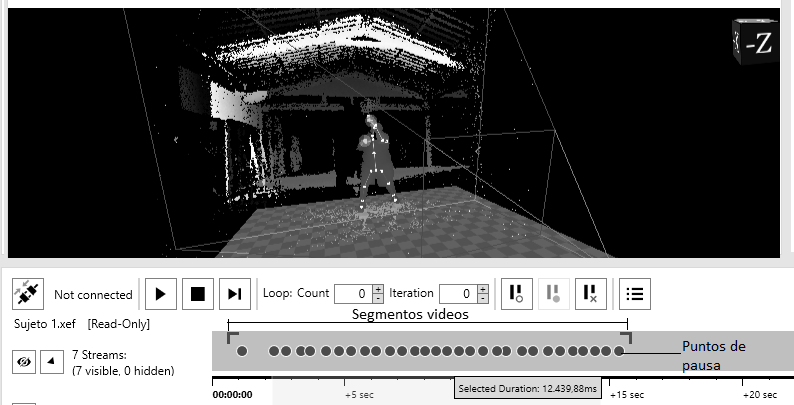 -Z
Not connected
Loop: Count 0 Iteration 0
Segmentos videos
Sujeto 1.xef [Read-Only]
7 Streams:
(7 visible, 0 hidden)
Puntos de
pausa
Selected Duration: 12.439,88ms
00:00:00 +5 sec +15 sec +20 sec